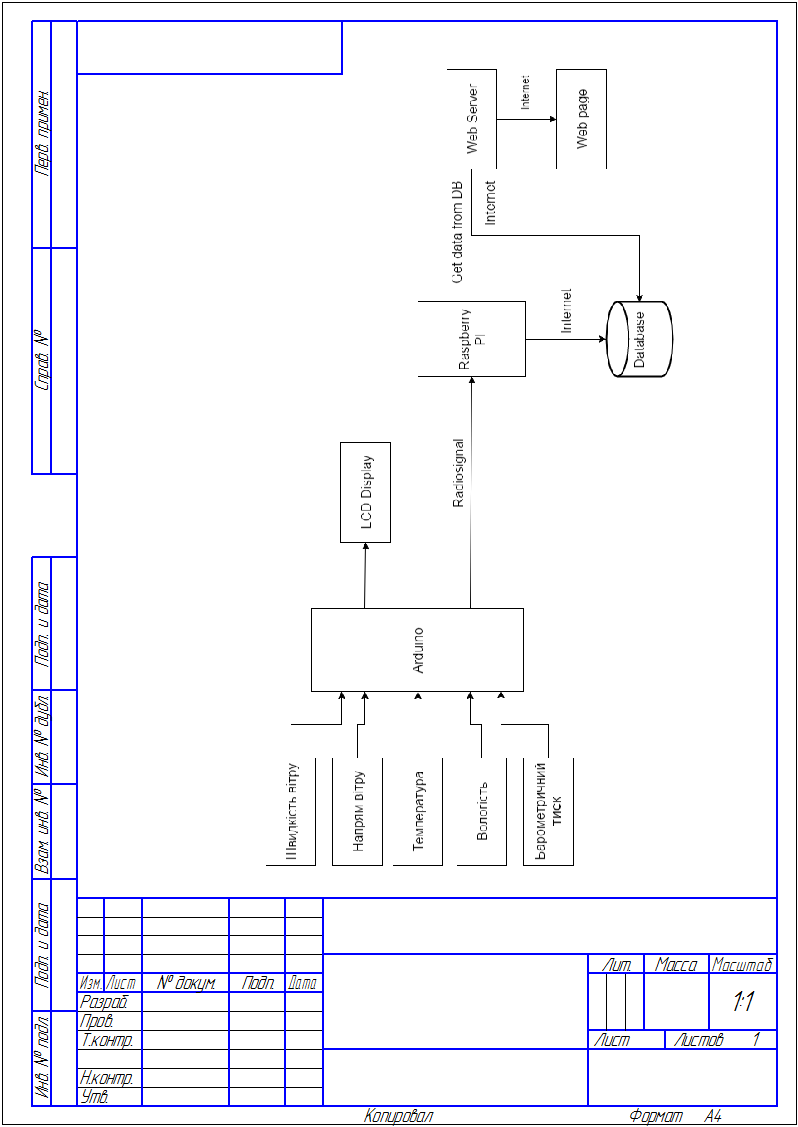 Перв. примен.
Справ. №
Подп. и дата
Инв. № дубл.
Взам. инв. №
Подп. и дата
Инв. № подл.
Web Server
Internet
Web page
Get data from DB
Internet
Raspberry
PI
Internet
Database
Radiosignal
LCD Display
Arduino
Швидкість вітру
Напрям вітру
Температура
Вологість
Барометричний
тиск
Изм. Лист № докум. Подп. Дата
Разраб.
Пров.
Т.контр.
Н.контр.
Утв.
Лит. Масса Масштаб
1:1
Лист Листов 1
Копировал Формат А4